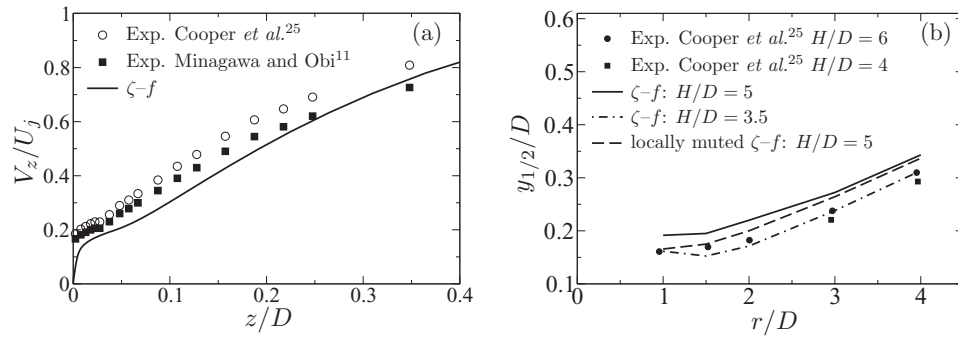 (a)
Exp. Cooper et al.25
Exp. Minagawa and Obi11
ζ–f
Vz/Uj
1
0.8
0.6
0.4
0.2
0
0 0.1 0.2 0.3 0.4
z/D
(b)
Exp. Cooper et al.25 H/D = 6
Exp. Cooper et al.25 H/D = 4
ζ–f: H/D = 5
ζ–f: H/D = 3.5
locally muted ζ–f: H/D = 5
y1/2/D
0.6
0.5
0.4
0.3
0.2
0.1
0 1 2 3 4 5
r/D